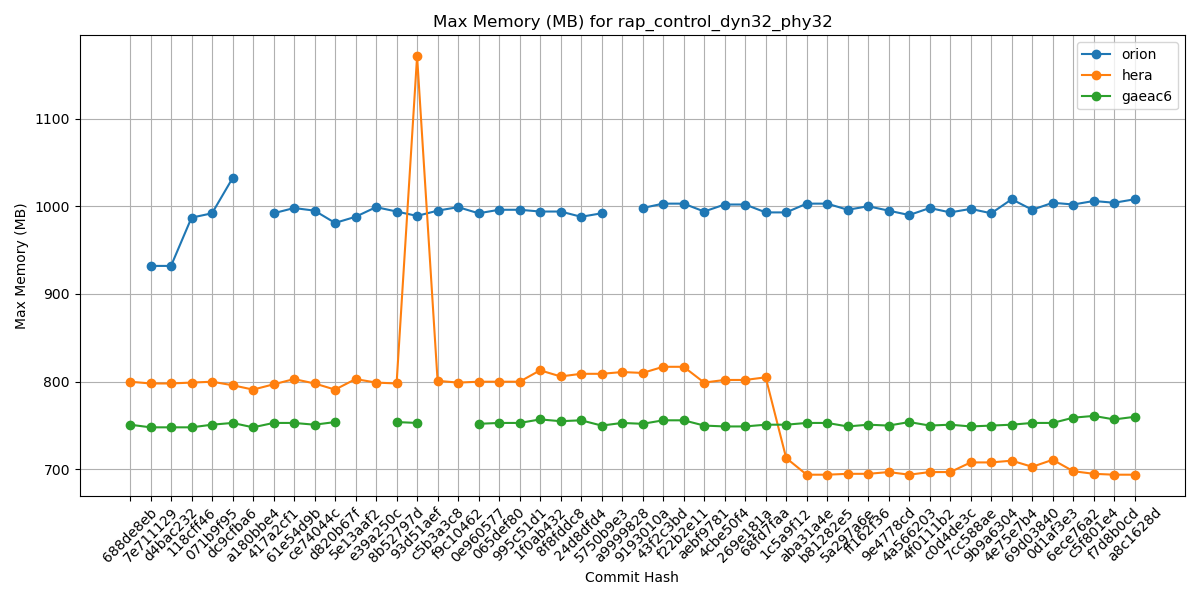 Max Memory (MB) for rap_control_dyn32_phy32
orion
hera
gaeac6
Max Memory (MB)
1100
1000
900
800
700
688de8eb
7e711129
d4bac232
118cff46
071b9f95
dc9cfba6
a180bbe4
417a2cf1
61e54d9b
ce74044c
d820b67f
5e13aaf2
e39a250c
8b52797d
93d51aef
c5b3a3c8
f9c10462
0e960577
065def80
995c51d1
1f0ab432
8f6fddc8
24d8dfd4
5750b9e3
a9999828
9193010a
43f2c3bd
f22b2e11
aebf9781
4cbe50f4
269e181a
68fd7faa
1c5a9f12
aba31a4e
b81282e5
5a297a6e
ff162f36
9e4778cd
4a566203
4f0111b2
c0d4de3c
7cc588ae
9b9a6304
4e75e7b4
69d03840
0d1af3e3
6ece76a2
c5f801e4
f7d8b0cd
a8c1628d
Commit Hash